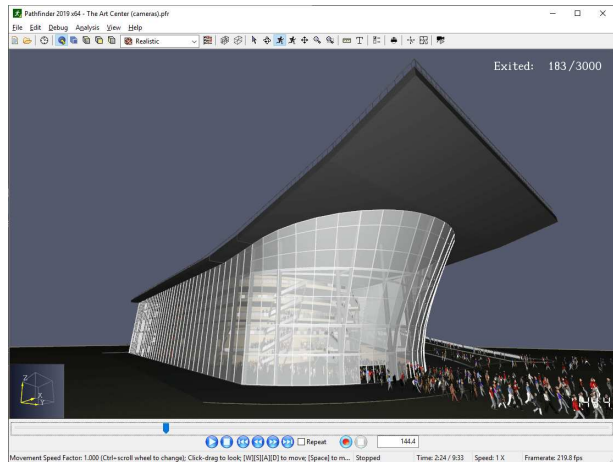 Pathfinder 2019 x64 - The Art Center (cameras).pfr
File Edit Debug Analysis View Help
Realistic
Exited: 183/3000
144.4
Z
X
Y
Repeat
144.4
Movement Speed Factor: 1.000 (Ctrl+scroll wheel to change); Click-drag to look; [W][S][A][D] to move; [Space] to m... Stopped Time: 2:24 / 9:33 Speed: 1 X Framerate: 219.8 fps